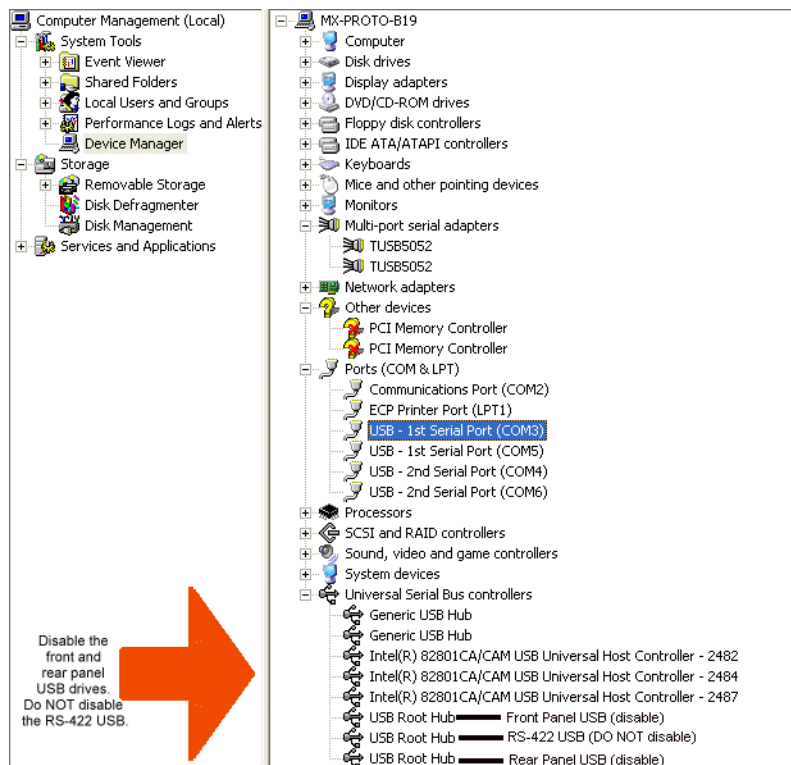 Computer Management (Local)
System Tools
Event Viewer
Shared Folders
Local Users and Groups
Performance Logs and Alerts
Device Manager
Storage
Removable Storage
Disk Defragmenter
Disk Management
Services and Applications
Disable the
front and
rear panel
USB drives.
Do NOT disable
the RS-422 USB.
MX-PROTO-B19
Computer
Disk drives
Display adapters
DVD/CD-ROM drives
Floppy disk controllers
IDE ATA/ATAPI controllers
Keyboards
Mice and other pointing devices
Monitors
Multi-port serial adapters
TUSB5052
TUSB5052
Network adapters
Other devices
PCI Memory Controller
PCI Memory Controller
Ports (COM & LPT)
Communications Port (COM2)
ECP Printer Port (LPT1)
USB - 1st Serial Port (COM3)
USB - 1st Serial Port (COM5)
USB - 2nd Serial Port (COM4)
USB - 2nd Serial Port (COM6)
Processors
SCSI and RAID controllers
Sound, video and game controllers
System devices
Universal Serial Bus controllers
Generic USB Hub
Generic USB Hub
Intel(R) 82801CA/CAM USB Universal Host Controller - 2482
Intel(R) 82801CA/CAM USB Universal Host Controller - 2484
Intel(R) 82801CA/CAM USB Universal Host Controller - 2487
USB Root Hub Front Panel USB (disable)
USB Root Hub RS-422 USB (DO NOT disable)
USB Root Hub Rear Panel USB (disable)